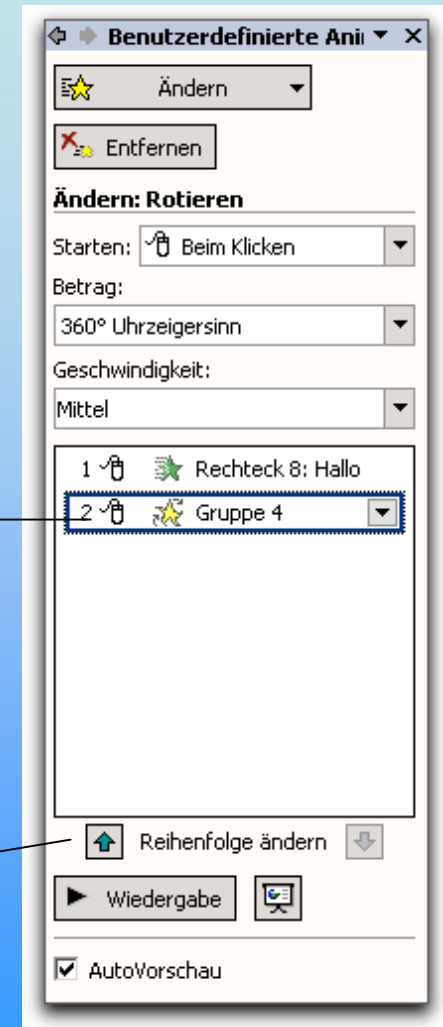 Benutzerdefinierte Ani
Ändern
Entfernen
Ändern: Rotieren
Starten: Beim Klicken
Betrag:
360° Uhrzeigersinn
Geschwindigkeit:
Mittel
1 Rechteck 8: Hallo
2 Gruppe 4
Reihenfolge ändern
Wiedergabe
AutoVorschau